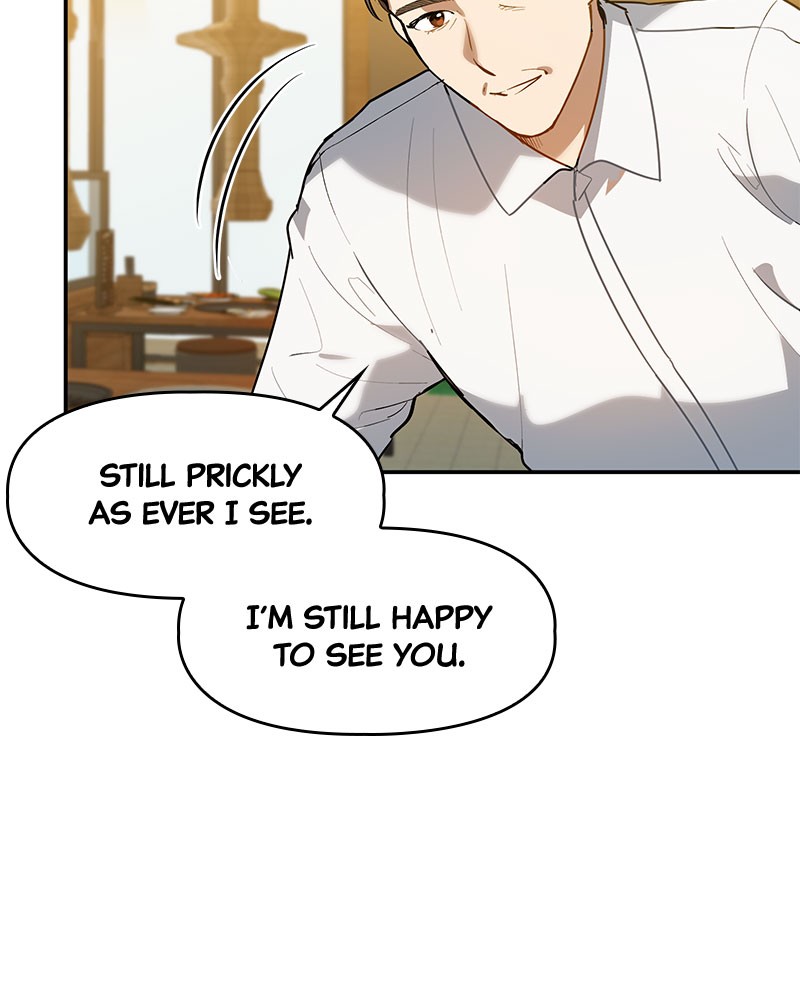 STILL PRICKLY
AS EVER I SEE.
I'M STILL HAPPY
TO SEE YOU.